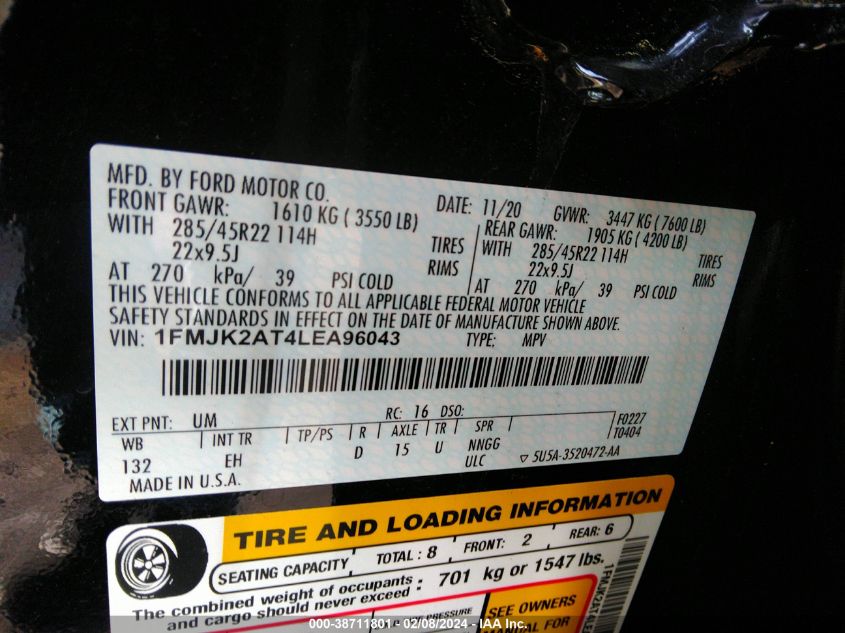 MFD. BY FORD MOTOR CO.
DATE: 11/20 GVWR: 3447 KG ( 7600 LB)
FRONT GAWR: 1610 KG ( 3550 LB) REAR GAWR: 1905 KG ( 4200 LB)
WITH 285/45R22 114H TIRES WITH 285/45R22 114H TIRES
22x9.5J RIMS 22x9.5J RIMS
AT 270 kPa/ 39 PSI COLD AT 270 kPa/ 39 PSI COLD
THIS VEHICLE CONFORMS TO ALL APPLICABLE FEDERAL MOTOR VEHICLE
SAFETY STANDARDS IN EFFECT ON THE DATE OF MANUFACTURE SHOWN ABOVE.
VIN: 1FMJK2AT4LEA96043 TYPE: MPV
EXT PNT: UM RC: 16 DSO:
WB INT TR TP/PS R AXLE TR SPR F0227
132 EH D 15 U NNGG T0404
ULC ▽ 5U5A-3520472-AA
MADE IN U.S.A.
TIRE AND LOADING INFORMATION
SEATING CAPACITY TOTAL : 8 FRONT: 2 REAR: 6
The combined weight of occupants
and cargo should never exceed : 701 kg or 1547 lbs.
PRESSURE SEE OWNERS
MANUAL FOR
000-38711801 - 02/08/2024 - IAA Inc.